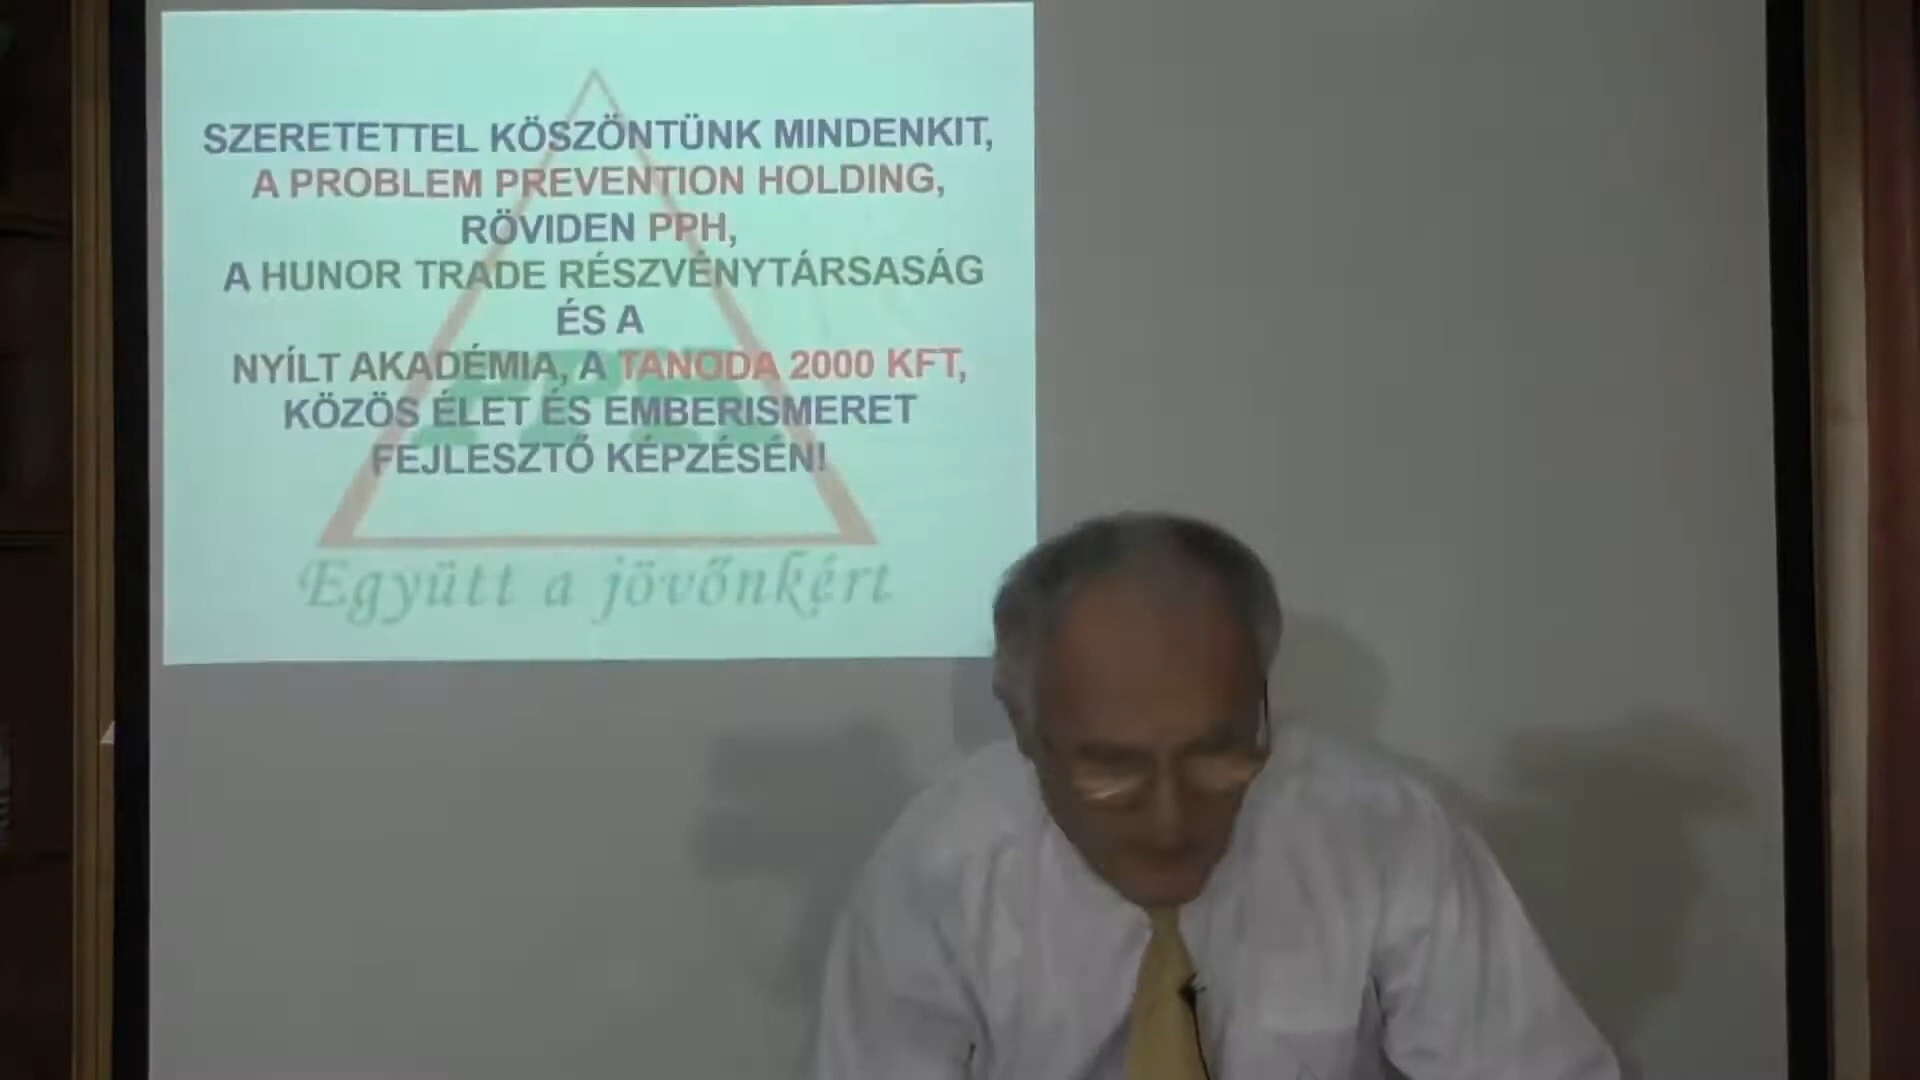 SZERETETTEL KÖSZÖNTÜNK MINDENKIT,
A PROBLEM PREVENTION HOLDING,
RÖVIDEN PPH,
A HUNOR TRADE RÉSZVÉNYTÁRSASÁG
ÉS A
NYÍLT AKADÉMIA, A TANODA 2000 KFT,
KÖZÖS ÉLET ÉS EMBERISMERET
FEJLESZTŐ KÉPZÉSÉN!
PPH
Együtt a jövőnkért